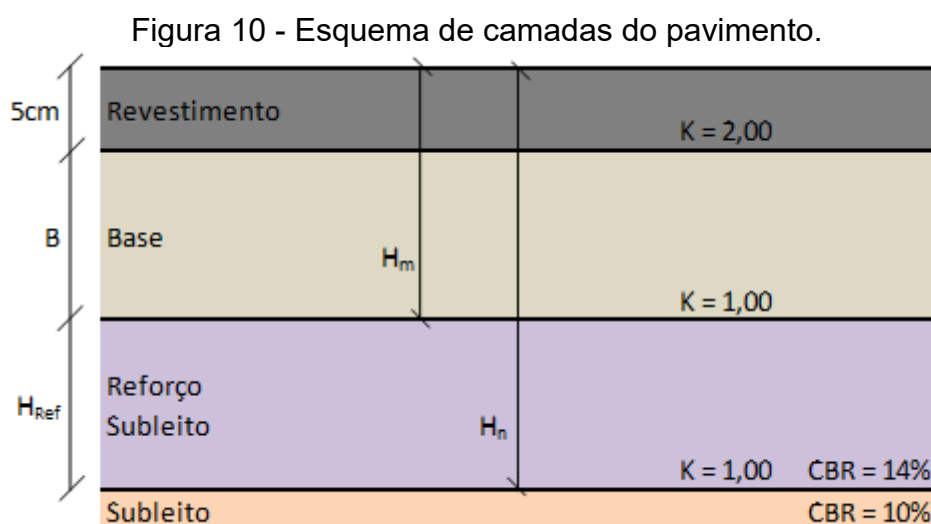 Figura 10 - Esquema de camadas do pavimento.
5cm
Revestimento
K = 2,00
B
Base
Hm
K = 1,00
HRef
Reforço
Subleito
Hn
K = 1,00 CBR = 14%
Subleito
CBR = 10%